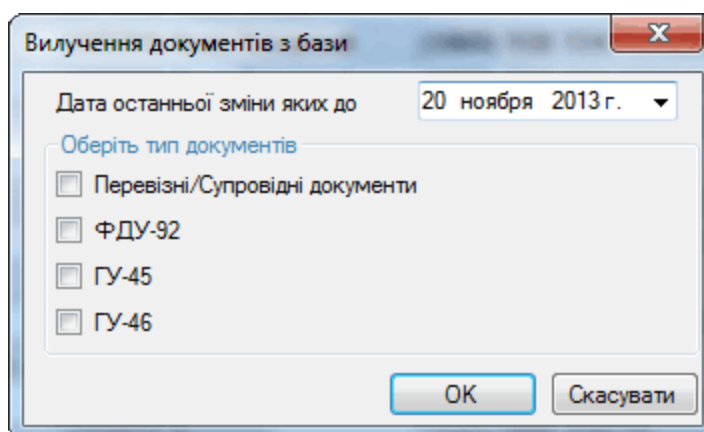 Вилучення документів з бази
Дата останньої зміни яких до 20 ноября 2013 г.
Оберіть тип документів
Перевізні/Супровідні документи
ФДУ-92
ГУ-45
ГУ-46
ОК Скасувати